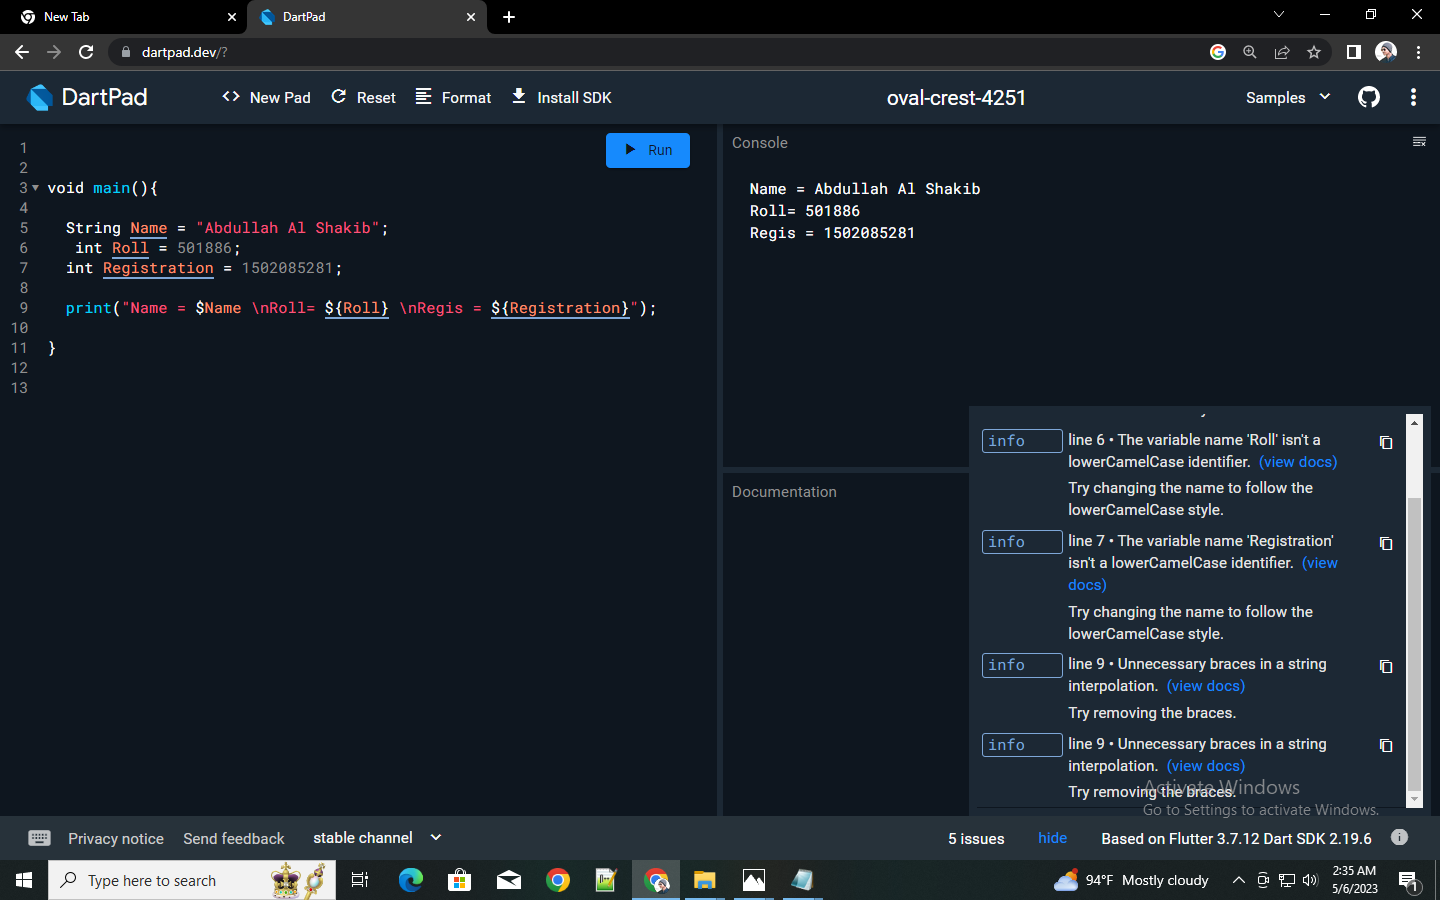 New Tab
DartPad
dartpad.dev/?
DartPad
<> New Pad
Reset
Format
Install SDK
oval-crest-4251
Samples
Run
1
2
3 void main(){
4
5 String Name = "Abdullah Al Shakib";
6 int Roll = 501886;
7 int Registration = 1502085281;
8
9 print("Name = $Name \nRoll= ${Roll} \nRegis = ${Registration}");
10
11 }
12
13
Console
Name = Abdullah Al Shakib
Roll= 501886
Regis = 1502085281
Documentation
info line 6 • The variable name 'Roll' isn't a
lowerCamelCase identifier. (view docs)
Try changing the name to follow the
lowerCamelCase style.
info line 7 • The variable name 'Registration'
isn't a lowerCamelCase identifier. (view
docs)
Try changing the name to follow the
lowerCamelCase style.
info line 9 • Unnecessary braces in a string
interpolation. (view docs)
Try removing the braces.
info line 9 • Unnecessary braces in a string
interpolation. (view docs)
Try removing the braces.
Activate Windows
Go to Settings to activate Windows.
Privacy notice
Send feedback
stable channel
5 issues
hide
Based on Flutter 3.7.12 Dart SDK 2.19.6
Type here to search
94°F Mostly cloudy
2:35 AM
5/6/2023
1